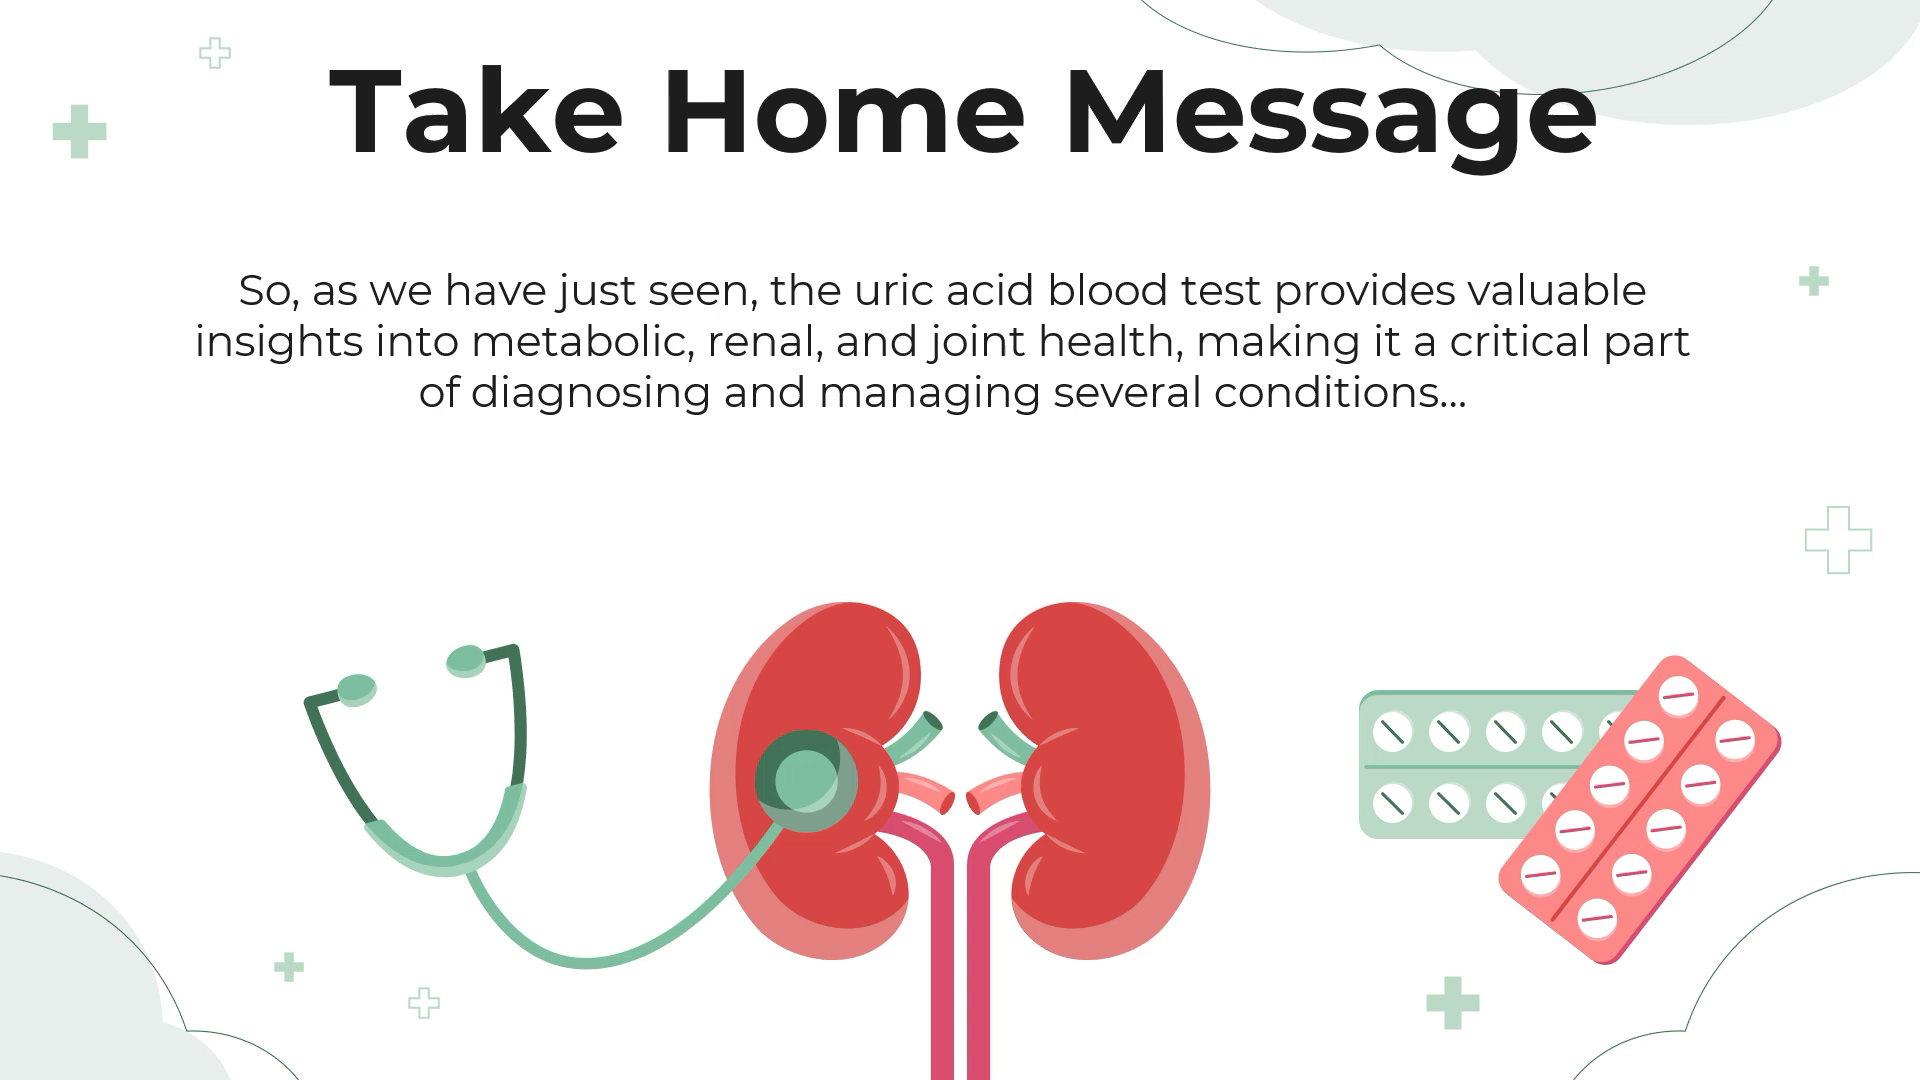 Take Home Message
So, as we have just seen, the uric acid blood test provides valuable
insights into metabolic, renal, and joint health, making it a critical part
of diagnosing and managing several conditions...